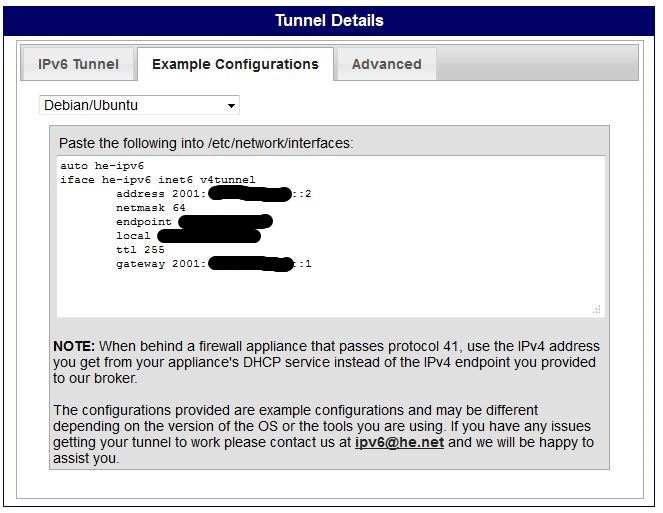 Tunnel Details
IPv6 Tunnel Example Configurations Advanced
Debian/Ubuntu
Paste the following into /etc/network/interfaces:
auto he-ipv6
iface he-ipv6 inet6 v4tunnel
address 2001: ::2
netmask 64
endpoint
local
ttl 255
gateway 2001: ::1
NOTE: When behind a firewall appliance that passes protocol 41, use the IPv4 address
you get from your appliance's DHCP service instead of the IPv4 endpoint you provided
to our broker.
The configurations provided are example configurations and may be different
depending on the version of the OS or the tools you are using. If you have any issues
getting your tunnel to work please contact us at ipv6@he.net and we will be happy to
assist you.